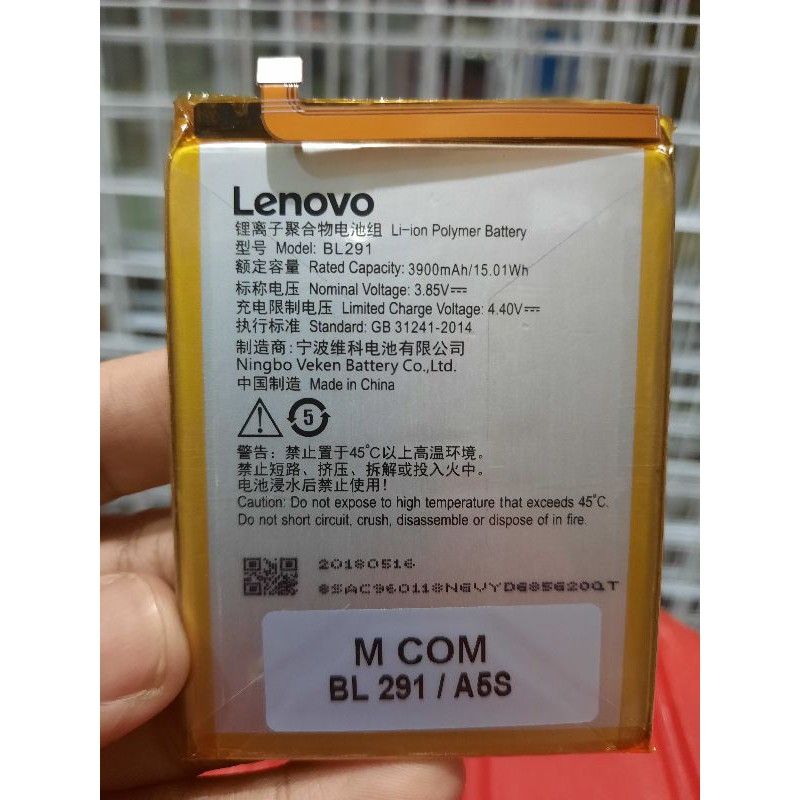 Lenovo
锂离子聚合物电池组 Li-ion Polymer Battery
型号 Model: BL291
额定容量 Rated Capacity: 3900mAh/15.01Wh
标称电压 Nominal Voltage: 3.85V⎓
充电限制电压 Limited Charge Voltage: 4.40V⎓
执行标准 Standard: GB 31241-2014
制造商: 宁波维科电池有限公司
Ningbo Veken Battery Co.,Ltd.
中国制造 Made in China
5
警告: 禁止置于45°C以上高温环境。
禁止短路、挤压、拆解或投入火中。
电池浸水后禁止使用!
Caution: Do not expose to high temperature that exceeds 45°C.
Do not short circuit, crush, disassemble or dispose of in fire.
20180516
8SAC960118NEVYD685620QT
M COM
BL 291 / A5S